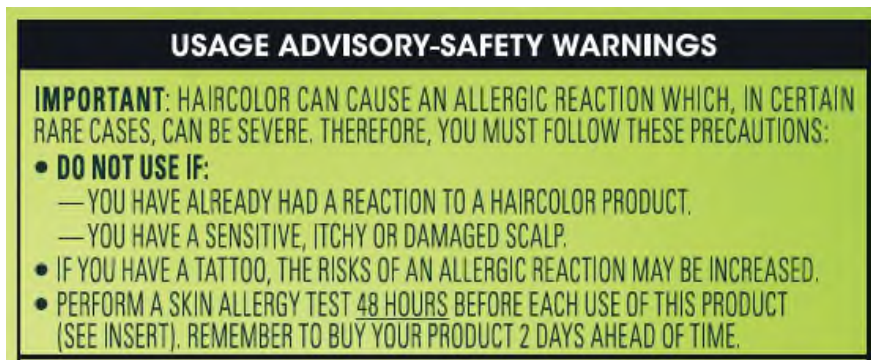 USAGE ADVISORY-SAFETY WARNINGS
IMPORTANT: HAIRCOLOR CAN CAUSE AN ALLERGIC REACTION WHICH, IN CERTAIN
RARE CASES, CAN BE SEVERE. THEREFORE, YOU MUST FOLLOW THESE PRECAUTIONS:
• DO NOT USE IF:
— YOU HAVE ALREADY HAD A REACTION TO A HAIRCOLOR PRODUCT.
— YOU HAVE A SENSITIVE, ITCHY OR DAMAGED SCALP.
• IF YOU HAVE A TATTOO, THE RISKS OF AN ALLERGIC REACTION MAY BE INCREASED.
• PERFORM A SKIN ALLERGY TEST 48 HOURS BEFORE EACH USE OF THIS PRODUCT
(SEE INSERT). REMEMBER TO BUY YOUR PRODUCT 2 DAYS AHEAD OF TIME.